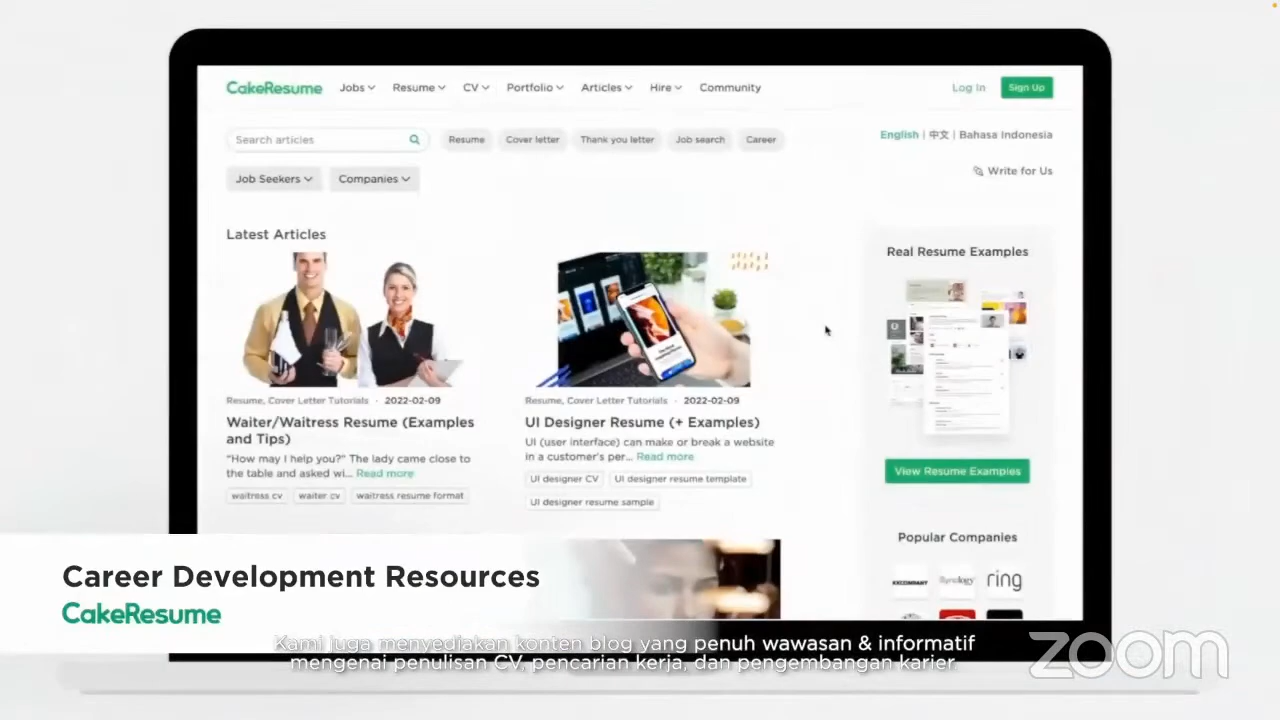 CakeResume
Jobs
Resume
CV
Portfolio
Articles
Hire
Community
Log In
Sign Up
Search articles
Resume
Cover letter
Thank you letter
Job search
Career
English | 中文 | Bahasa Indonesia
Job Seekers
Companies
Write for Us
Latest Articles
Resume, Cover Letter Tutorials · 2022-02-09
Waiter/Waitress Resume (Examples
and Tips)
“How may I help you?” The lady came close to
the table and asked wi... Read more
waitress cv
waiter cv
waitress resume format
Resume, Cover Letter Tutorials · 2022-02-09
UI Designer Resume (+ Examples)
UI (user interface) can make or break a website
in a customer's per... Read more
UI designer CV
UI designer resume template
UI designer resume sample
Real Resume Examples
View Resume Examples
Popular Companies
Synology
ring
Career Development Resources
CakeResume
Kami juga menyediakan konten blog yang penuh wawasan & informatif
mengenai penulisan CV, pencarian kerja, dan pengembangan karier.
zoom